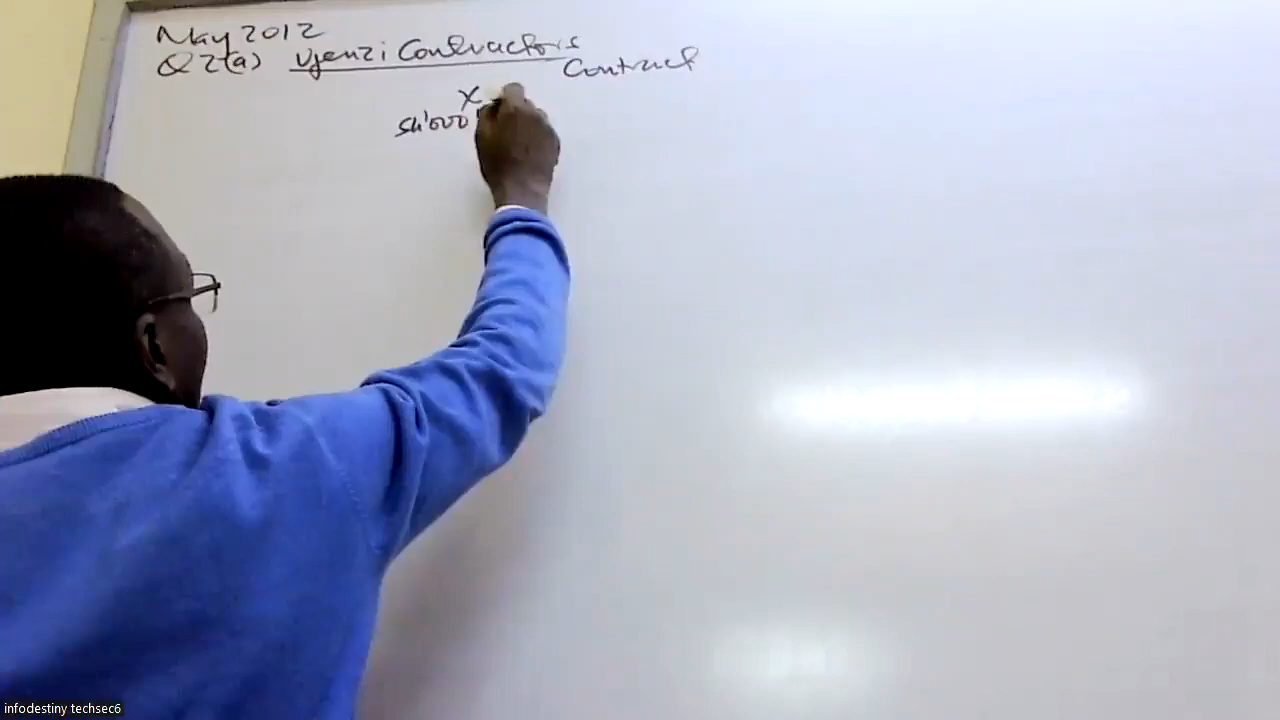 May 2012
Q2(a) Ujenzi Contractors
Contract
X
Sh'000'
infodestiny techsec6